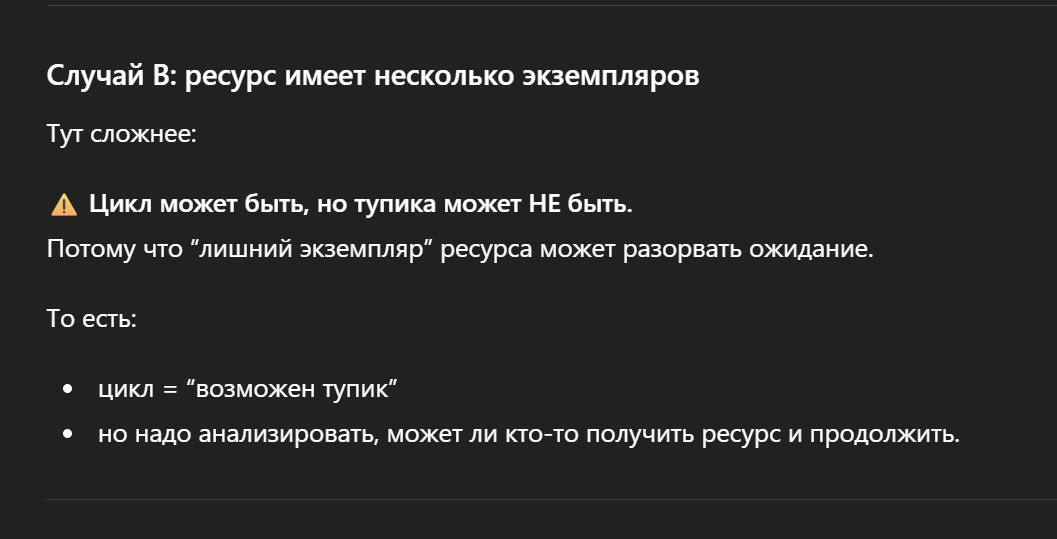 Случай B: ресурс имеет несколько экземпляров
Тут сложнее:
⚠️ Цикл может быть, но тупика может НЕ быть.
Потому что “лишний экземпляр” ресурса может разорвать ожидание.
То есть:
• цикл = “возможен тупик”
• но надо анализировать, может ли кто-то получить ресурс и продолжить.